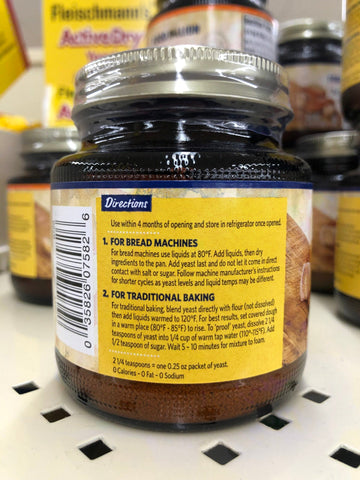 Fleischmann's
Active Dry
Directions
Use within 4 months of opening and store in refrigerator once opened.
1. FOR BREAD MACHINES
For bread machines use liquids at 80°F. Add liquids, then dry
ingredients to the pan. Add yeast last and do not let it come in direct
contact with salt or sugar. Follow machine manufacturer's instructions
for shorter cycles as yeast levels and liquid temps may be different.
2. FOR TRADITIONAL BAKING
For traditional baking, blend yeast directly with flour (not dissolved)
then add liquids warmed to 120°F. For best results, set covered dough
in a warm place (80°F - 85°F) to rise. To 'proof' yeast; dissolve 2 1/4
teaspoons of yeast into 1/4 cup of warm tap water (110°-115°F). Add
1/2 teaspoon of sugar. Wait 5 - 10 minutes for mixture to foam.
2 1/4 teaspoons = one 0.25 oz packet of yeast
0 Calories - 0 Fat - 0 Sodium
0 35826 07582 6